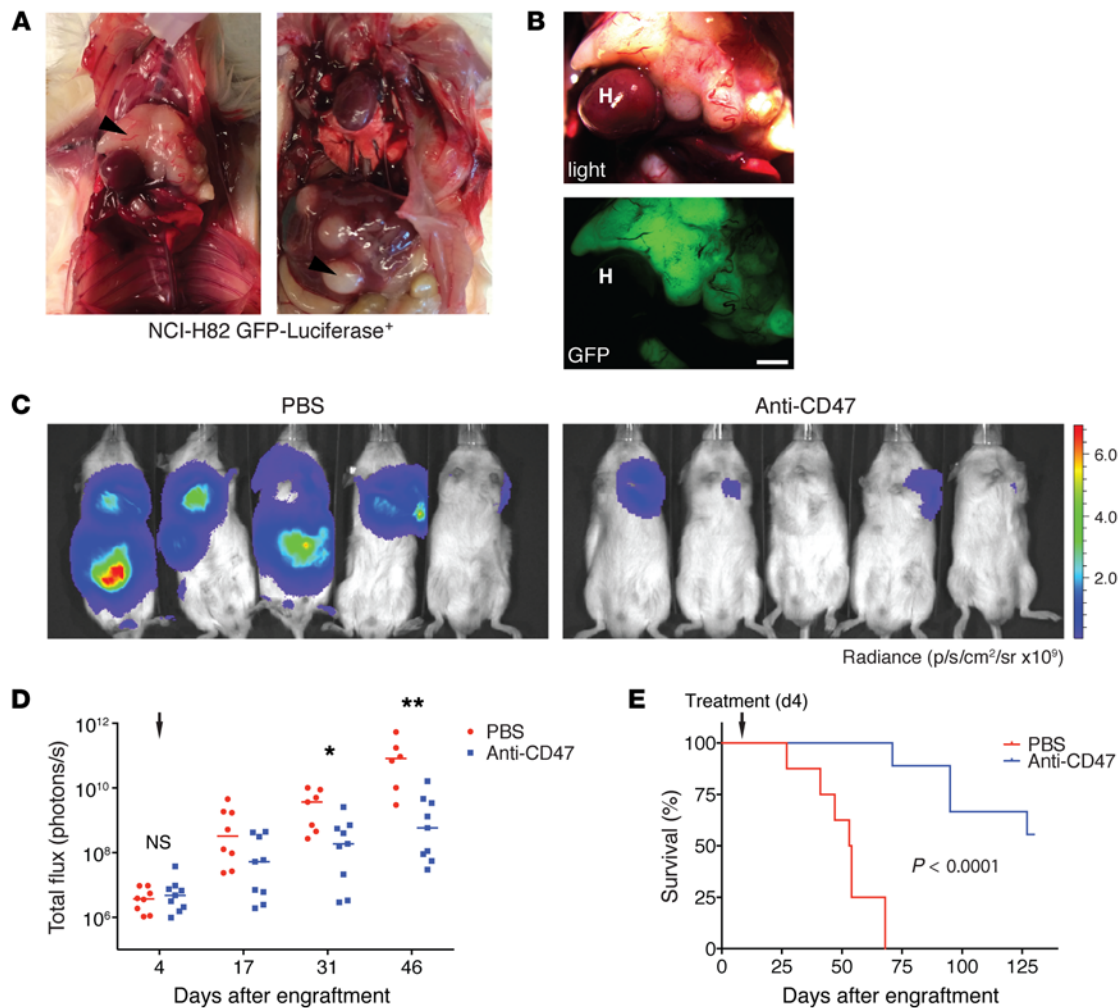 A
B
H
light
H
GFP
NCI-H82 GFP-Luciferase⁺
C
PBS
Anti-CD47
6.0
4.0
2.0
Radiance (p/s/cm²/sr x10⁹)
D
**
*
NS
PBS
Anti-CD47
10¹²
10¹⁰
10⁸
10⁶
Total flux (photons/s)
4 17 31 46
Days after engraftment
E
Treatment (d4)
PBS
Anti-CD47
100
75
50
25
0
Survival (%)
P < 0.0001
0 25 50 75 100 125
Days after engraftment